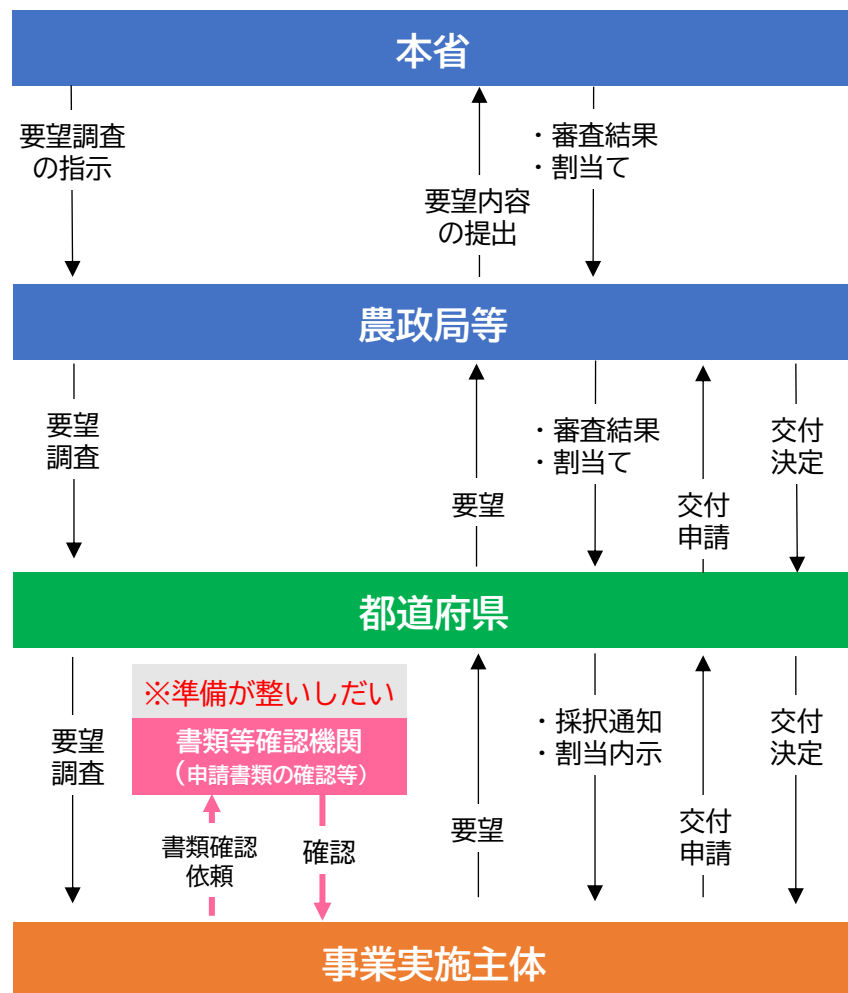 本省
要望調査
の指示
要望内容
の提出
・審査結果
・割当て
農政局等
要望
調査
要望
・審査結果
・割当て
交付
申請
交付
決定
都道府県
要望
調査
※準備が整いしだい
書類等確認機関
(申請書類の確認等)
書類確認
依頼
確認
要望
・採択通知
・割当内示
交付
申請
交付
決定
事業実施主体